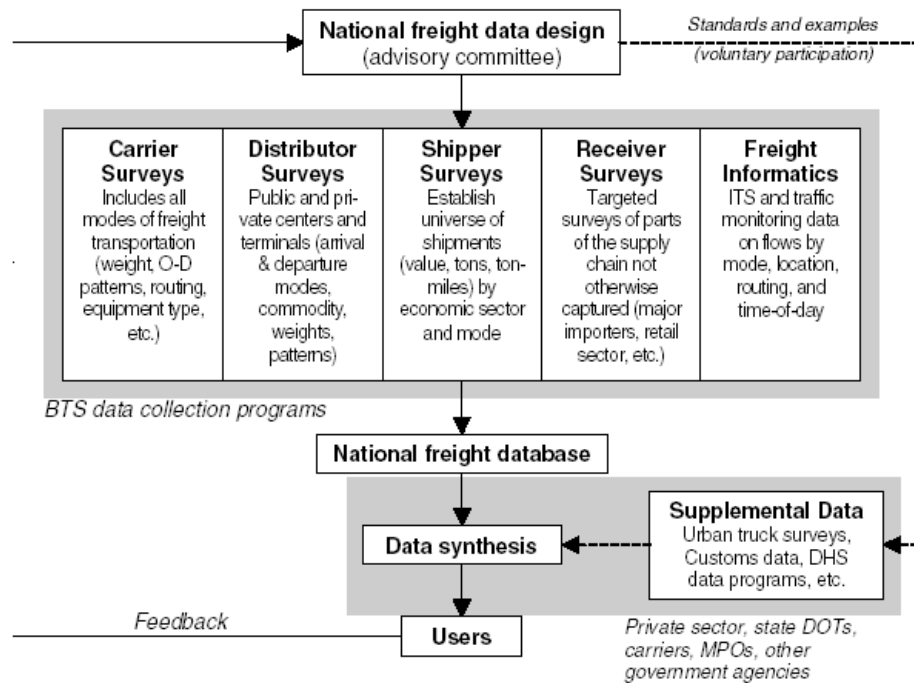 National freight data design
(advisory committee)
Standards and examples
(voluntary participation)
Carrier
Surveys
Includes all
modes of freight
transportation
(weight, O-D
patterns, routing,
equipment type,
etc.)
Distributor
Surveys
Public and pri-
vate centers and
terminals (arrival
& departure
modes,
commodity,
weights,
patterns)
Shipper
Surveys
Establish
universe of
shipments
(value, tons, ton-
miles) by
economic sector
and mode
Receiver
Surveys
Targeted
surveys of parts
of the supply
chain not
otherwise
captured (major
importers, retail
sector, etc.)
Freight
Informatics
ITS and traffic
monitoring data
on flows by
mode, location,
routing, and
time-of-day
BTS data collection programs
National freight database
Data synthesis
Supplemental Data
Urban truck surveys,
Customs data, DHS
data programs, etc.
Feedback
Users
Private sector, state DOTs,
carriers, MPOs, other
government agencies